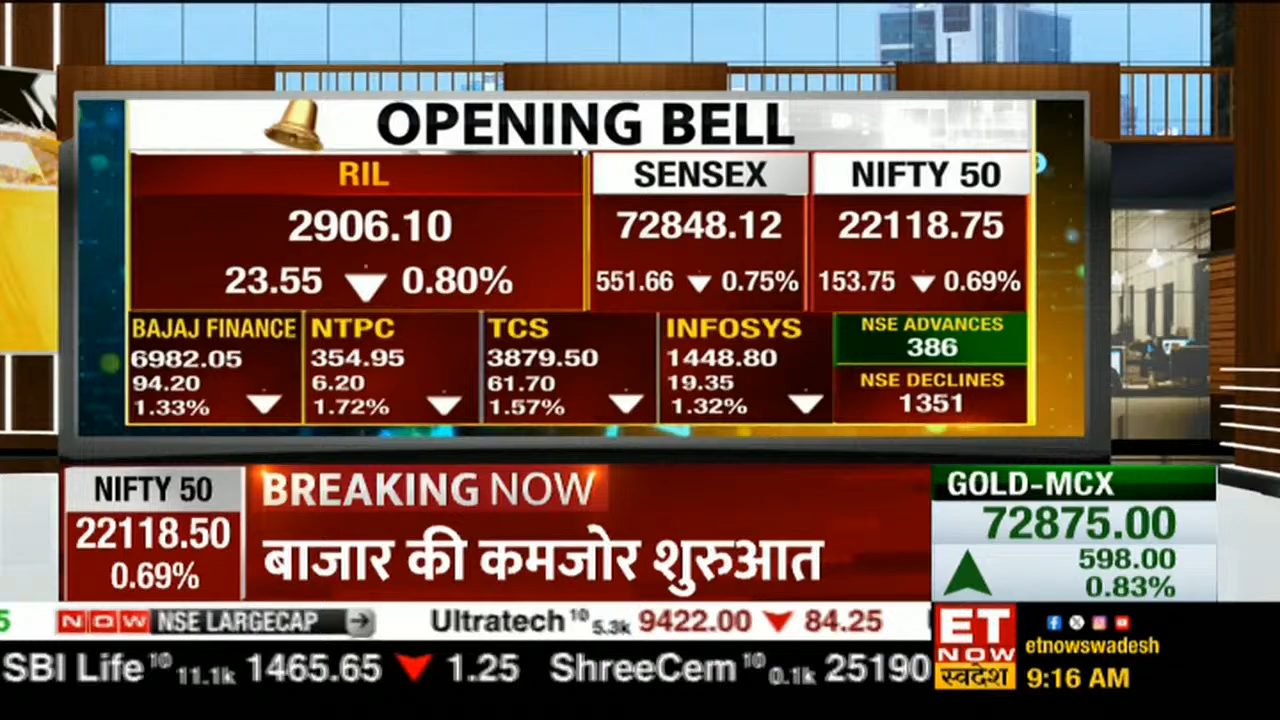 OPENING BELL
RIL
2906.10
23.55 0.80%
SENSEX
72848.12
551.66 0.75%
NIFTY 50
22118.75
153.75 0.69%
BAJAJ FINANCE
6982.05
94.20
1.33%
NTPC
354.95
6.20
1.72%
TCS
3879.50
61.70
1.57%
INFOSYS
1448.80
19.35
1.32%
NSE ADVANCES
386
NSE DECLINES
1351
NIFTY 50
22118.50
0.69%
BREAKING NOW
बाजार की कमजोर शुरुआत
GOLD-MCX
72875.00
598.00
0.83%
5 NOW NSE LARGECAP Ultratech 10 5.3k 9422.00 84.25
SBI Life 10 11.1k 1465.65 1.25 ShreeCem 10 0.1k 25190
ET
NOW
स्वदेश
etnowswadesh
9:16 AM